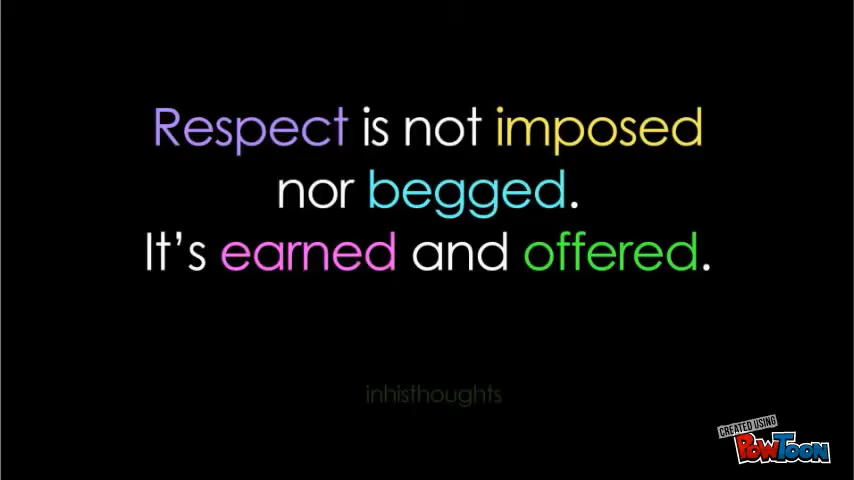 Respect is not imposed
nor begged.
It’s earned and offered.
inhisthoughts
CREATED USING
PowToon